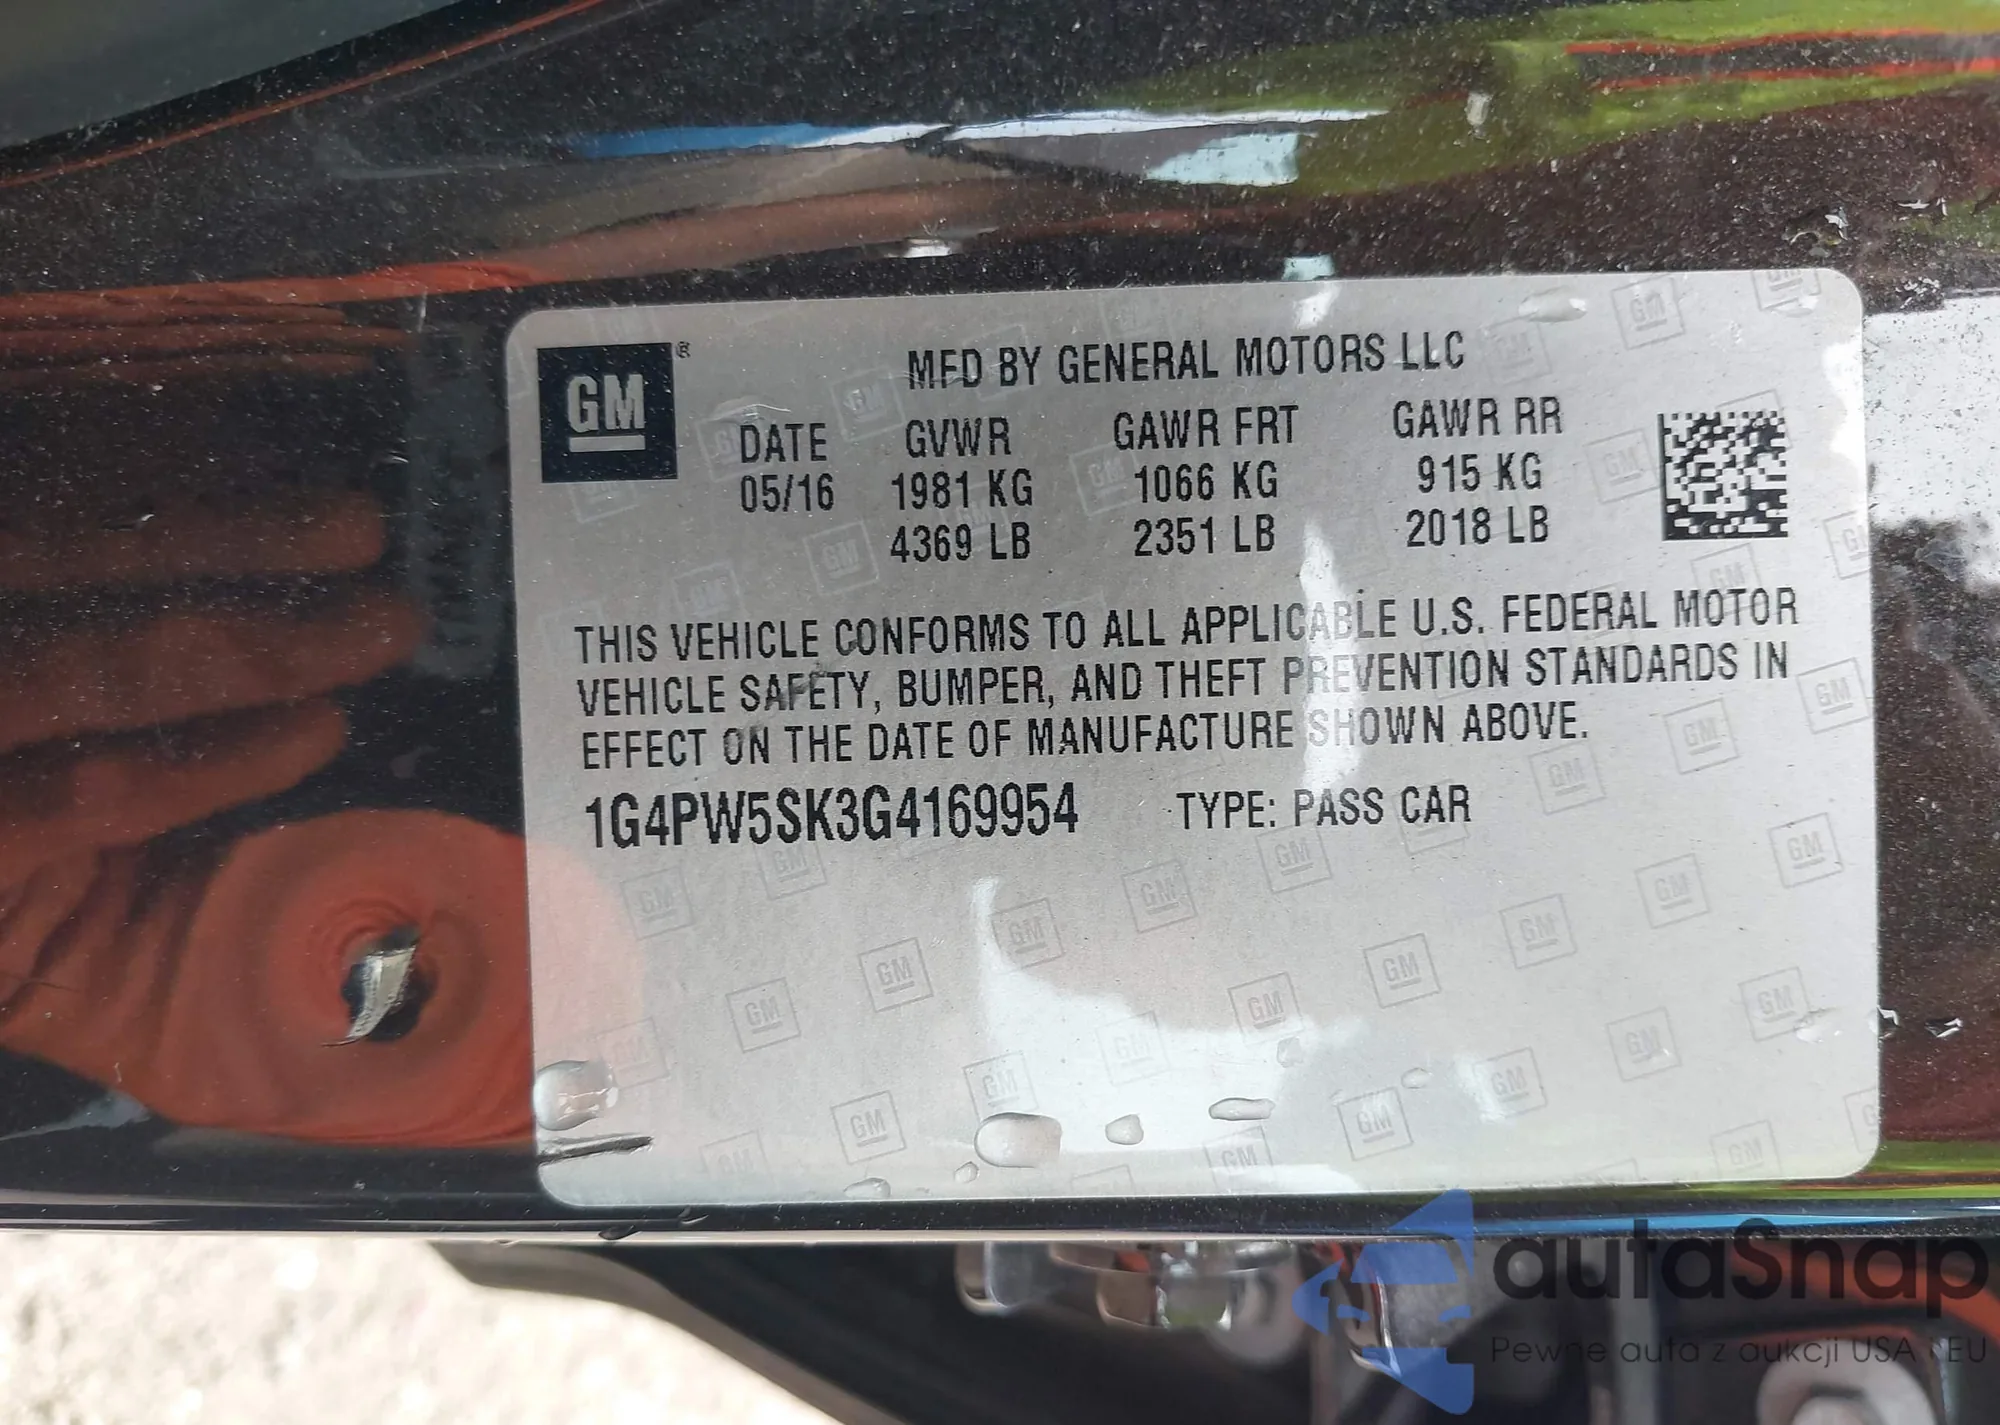 GM ®
MFD BY GENERAL MOTORS LLC
DATE GVWR GAWR FRT GAWR RR
05/16 1981 KG 1066 KG 915 KG
4369 LB 2351 LB 2018 LB
THIS VEHICLE CONFORMS TO ALL APPLICABLE U.S. FEDERAL MOTOR
VEHICLE SAFETY, BUMPER, AND THEFT PREVENTION STANDARDS IN
EFFECT ON THE DATE OF MANUFACTURE SHOWN ABOVE.
1G4PW5SK3G4169954 TYPE: PASS CAR
autaSnap
Pewne auta z aukcji USA i EU